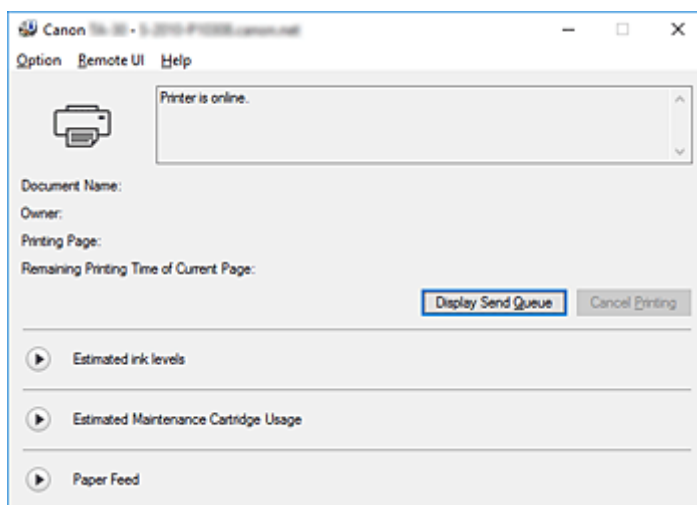 Canon
Option Remote UI Help
Printer is online.
Document Name:
Owner:
Printing Page:
Remaining Printing Time of Current Page:
Display Send Queue Cancel Printing
Estimated ink levels
Estimated Maintenance Cartridge Usage
Paper Feed